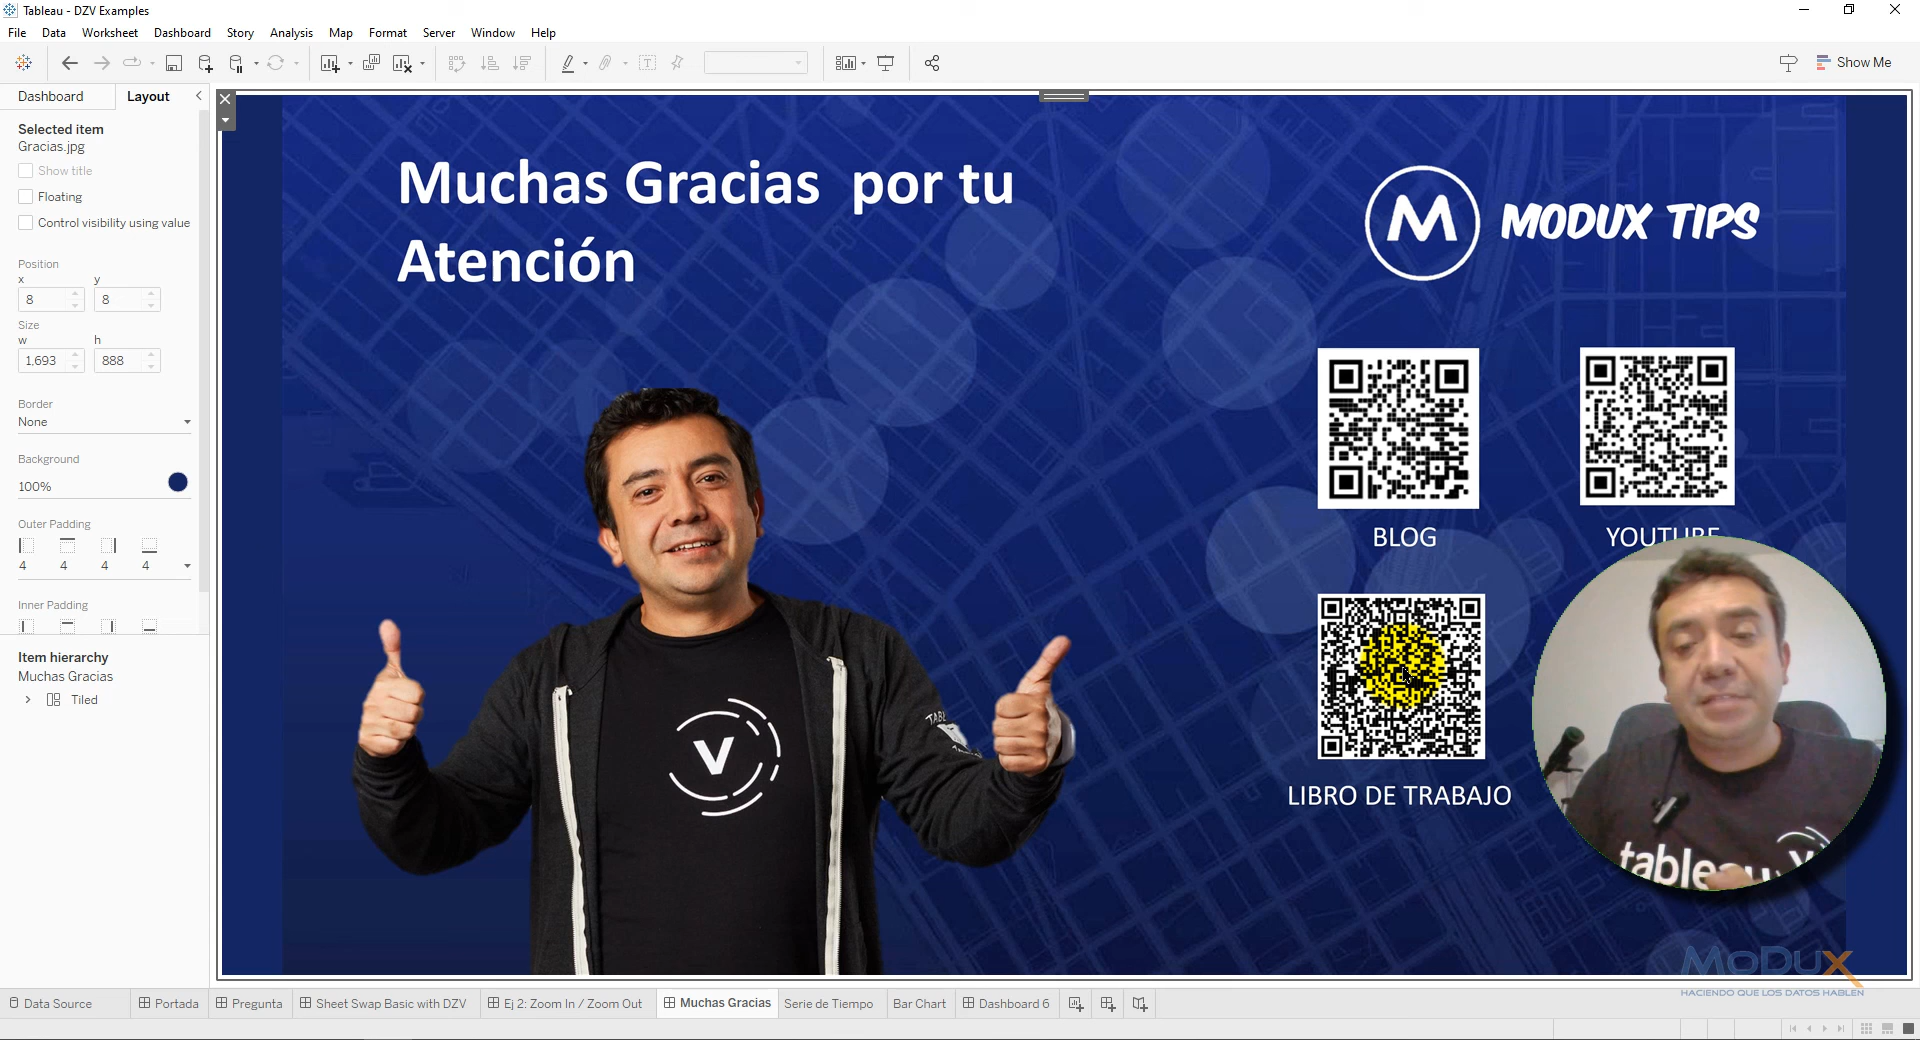 Tableau - DZV Examples
File Data Worksheet Dashboard Story Analysis Map Format Server Window Help
Show Me
Dashboard Layout
Selected item
Gracias.jpg
Show title
Floating
Control visibility using value
Position
x y
8 8
Size
w h
1,693 888
Border
None
Background
100%
Outer Padding
4 4 4 4
Inner Padding
Item hierarchy
Muchas Gracias
Tiled
Muchas Gracias por tu
Atención
M MODUX TIPS
BLOG YOUTUBE
LIBRO DE TRABAJO
V
tableau
MODUX
HACIENDO QUE LOS DATOS HABLEN
Data Source Portada Pregunta Sheet Swap Basic with DZV Ej 2: Zoom In / Zoom Out Muchas Gracias Serie de Tiempo Bar Chart Dashboard 6